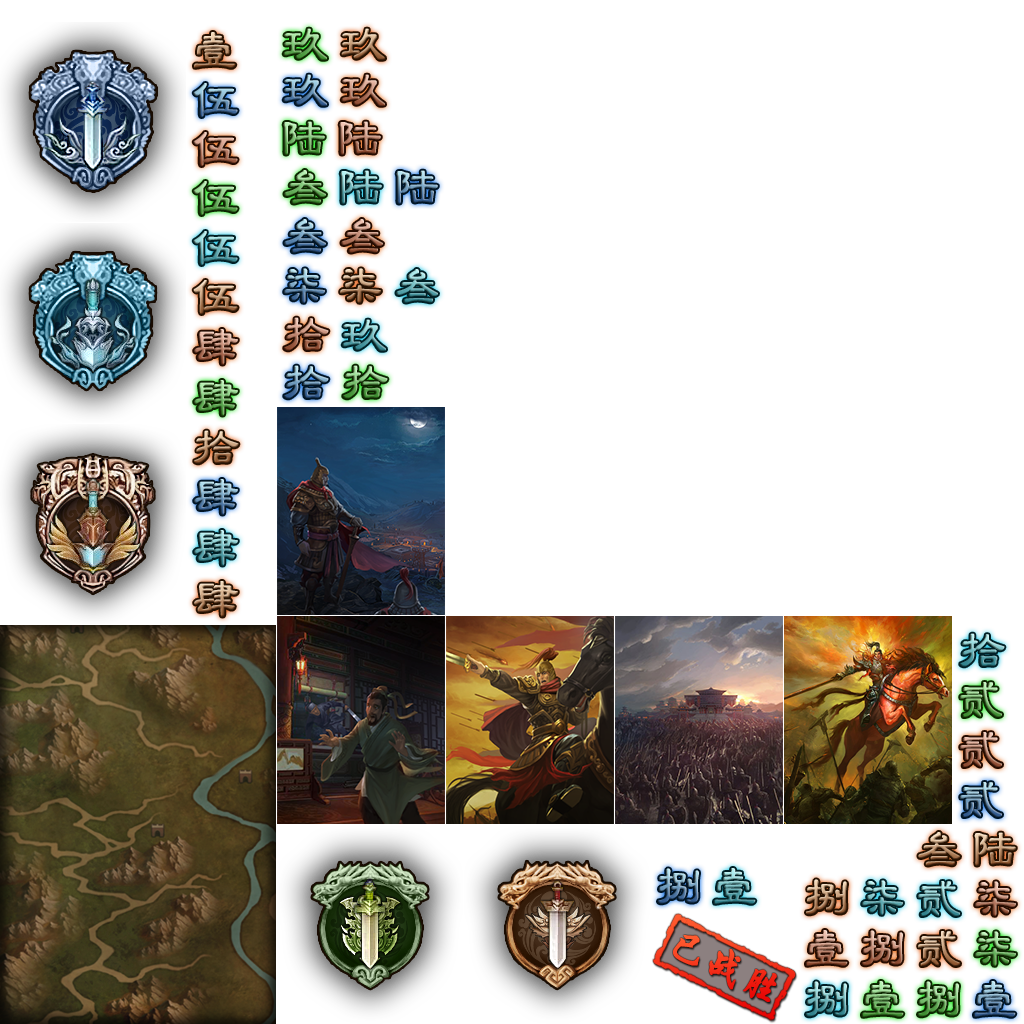 壹
伍
伍
伍
伍
伍
肆
肆
拾
肆
肆
肆
玖 玖
玖 玖
陆 陆
叁 陆 陆
叁 叁
柒 柒 叁
拾 玖
拾 拾
拾
贰
贰
贰
叁 陆
捌 壹
捌 柒 贰 柒
壹 捌 贰 柒
捌 壹 捌 壹
已战胜